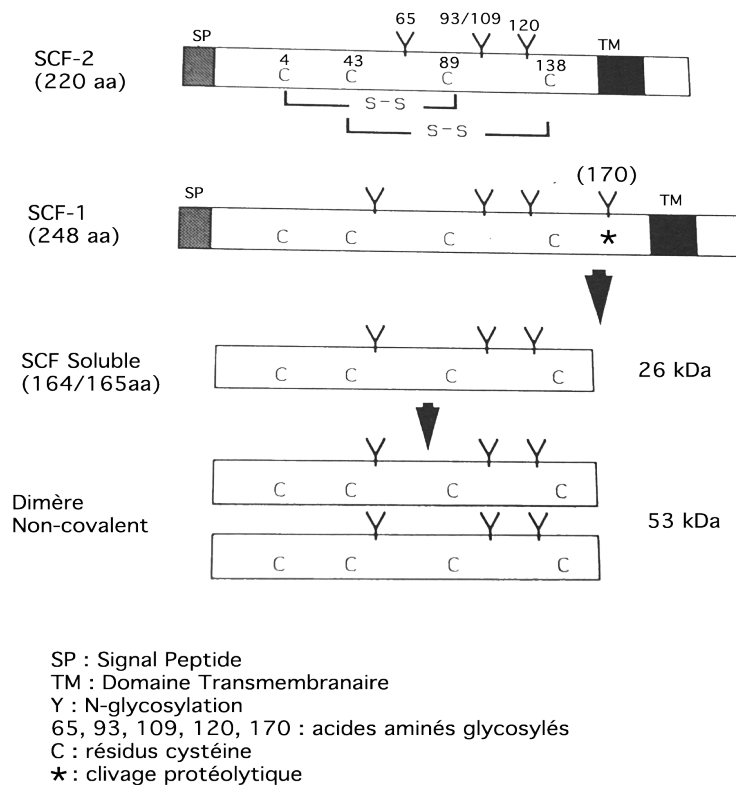 65 93/109 120
SP
TM
SCF-2
(220 aa)
4 43 89 138
C C C C
S-S
S-S
(170)
SP
TM
SCF-1
(248 aa)
C C C C *
SCF Soluble
(164/165aa)
C C C C
26 kDa
C C C C
Dimère
Non-covalent
53 kDa
C C C C
SP : Signal Peptide
TM : Domaine Transmembranaire
Y : N-glycosylation
65, 93, 109, 120, 170 : acides aminés glycosylés
C : résidus cystéine
* : clivage protéolytique